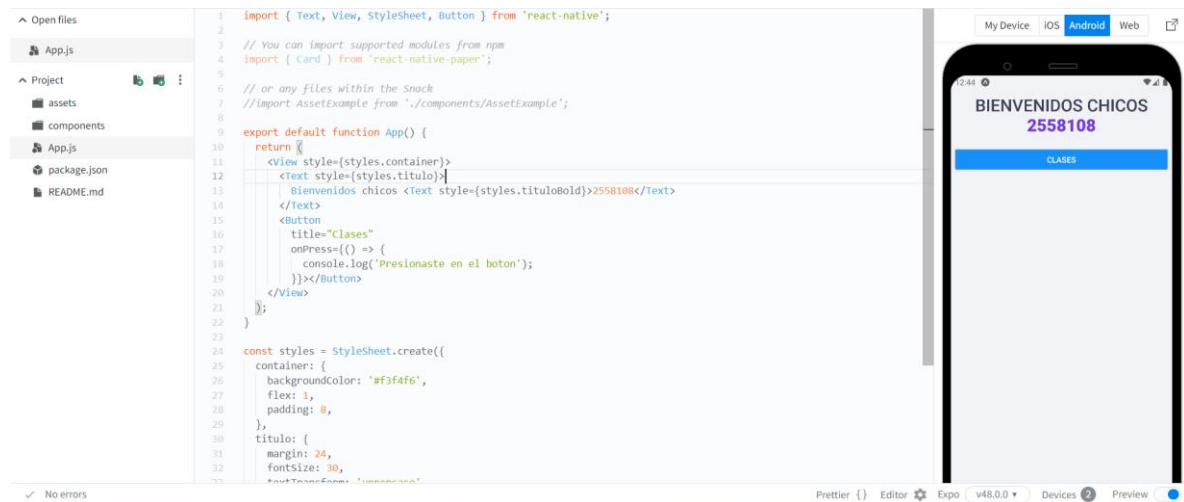 Open files
App.js
Project
assets
components
App.js
package.json
README.md
1 import { Text, View, StyleSheet, Button } from 'react-native';
2
3 // You can import supported modules from npm
4 import { Card } from 'react-native-paper';
5
6 // or any files within the Snack
7 //import AssetExample from './components/AssetExample';
8
9 export default function App() {
10 return (
11 <View style={styles.container}>
12 <Text style={styles.titulo}>
13 Bienvenidos chicos <Text style={styles.tituloBold}>2558108</Text>
14 </Text>
15 <Button
16 title="Clases"
17 onPress={() => {
18 console.log('Presionaste en el boton');
19 }}></Button>
20 </View>
21 );
22 }
23
24 const styles = StyleSheet.create({
25 container: {
26 backgroundColor: '#f3f4f6',
27 flex: 1,
28 padding: 8,
29 },
30 titulo: {
31 margin: 24,
32 fontSize: 30,
My Device iOS Android Web
12:44
BIENVENIDOS CHICOS
2558108
CLASES
No errors
Prettier {} Editor Expo v48.0.0 Devices 2 Preview